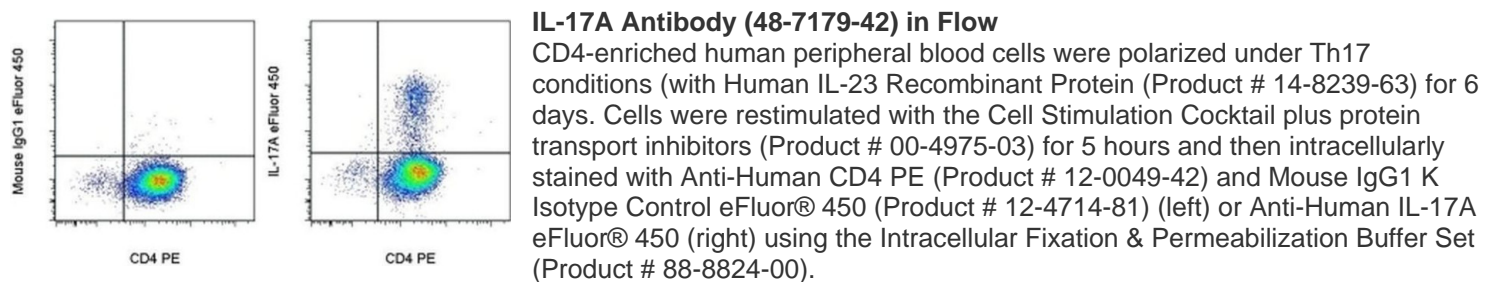 Mouse IgG1 eFluor 450
CD4 PE
IL-17A eFluor 450
CD4 PE
IL-17A Antibody (48-7179-42) in Flow
CD4-enriched human peripheral blood cells were polarized under Th17
conditions (with Human IL-23 Recombinant Protein (Product # 14-8239-63) for 6
days. Cells were restimulated with the Cell Stimulation Cocktail plus protein
transport inhibitors (Product # 00-4975-03) for 5 hours and then intracellularly
stained with Anti-Human CD4 PE (Product # 12-0049-42) and Mouse IgG1 K
Isotype Control eFluor® 450 (Product # 12-4714-81) (left) or Anti-Human IL-17A
eFluor® 450 (right) using the Intracellular Fixation & Permeabilization Buffer Set
(Product # 88-8824-00).